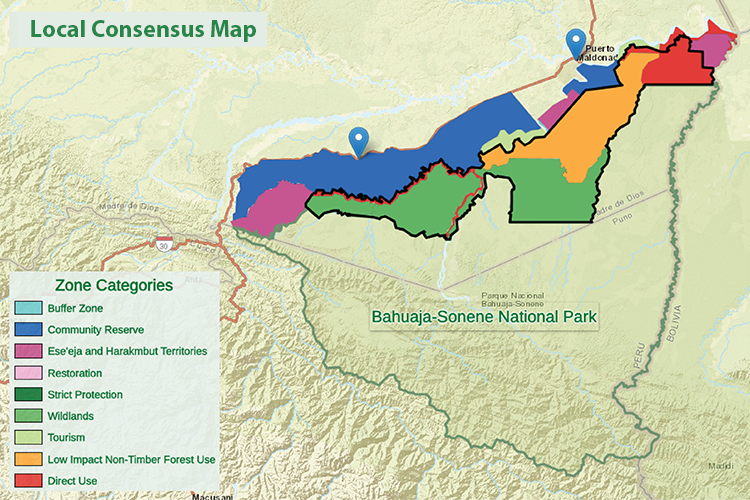 Local Consensus Map
Puerto
Maldonad
Madre de Dios
30
Cusco
Madre de Dios
Puno
Parque Nacional
Bahuaja-Sonene
Bahuaja-Sonene National Park
PERU
BOLIVIA
Zone Categories
Buffer Zone
Community Reserve
Ese'eja and Harakmbut Territories
Restoration
Strict Protection
Wildlands
Tourism
Low Impact Non-Timber Forest Use
Direct Use
Madidi
Macusani